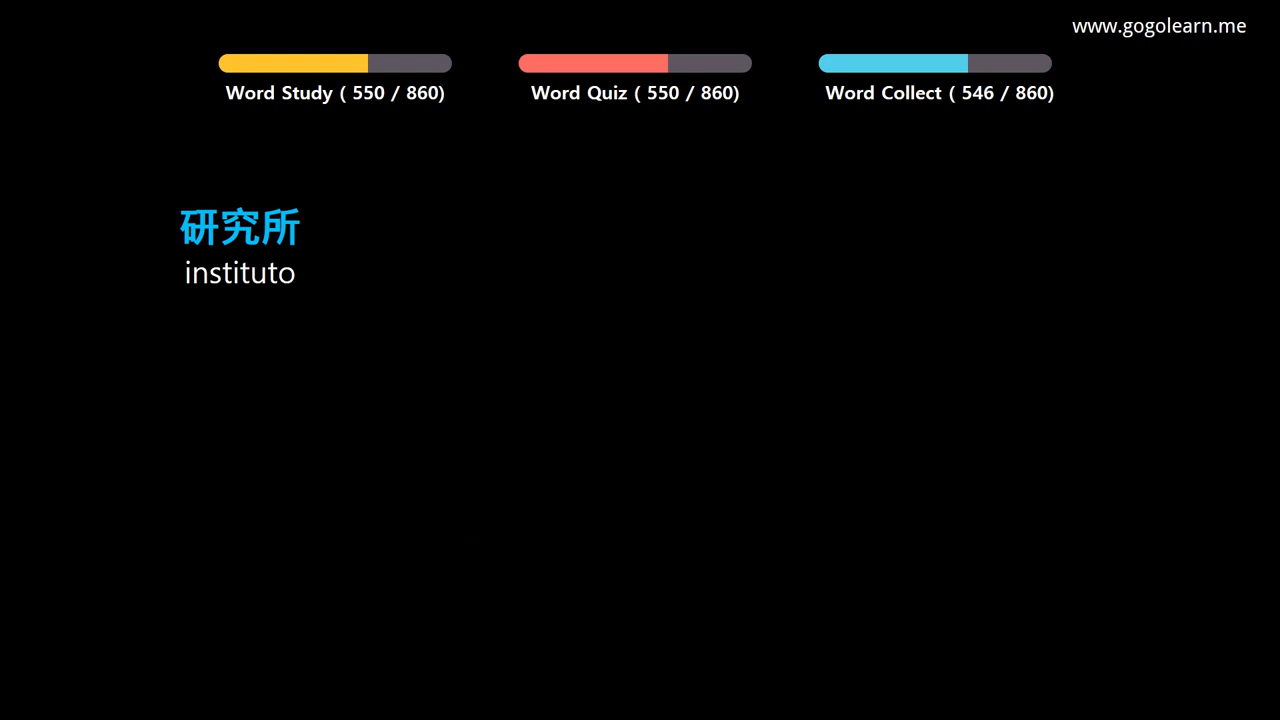 www.gogolearn.me
Word Study ( 550 / 860)
Word Quiz ( 550 / 860)
Word Collect ( 546 / 860)
研究所
instituto